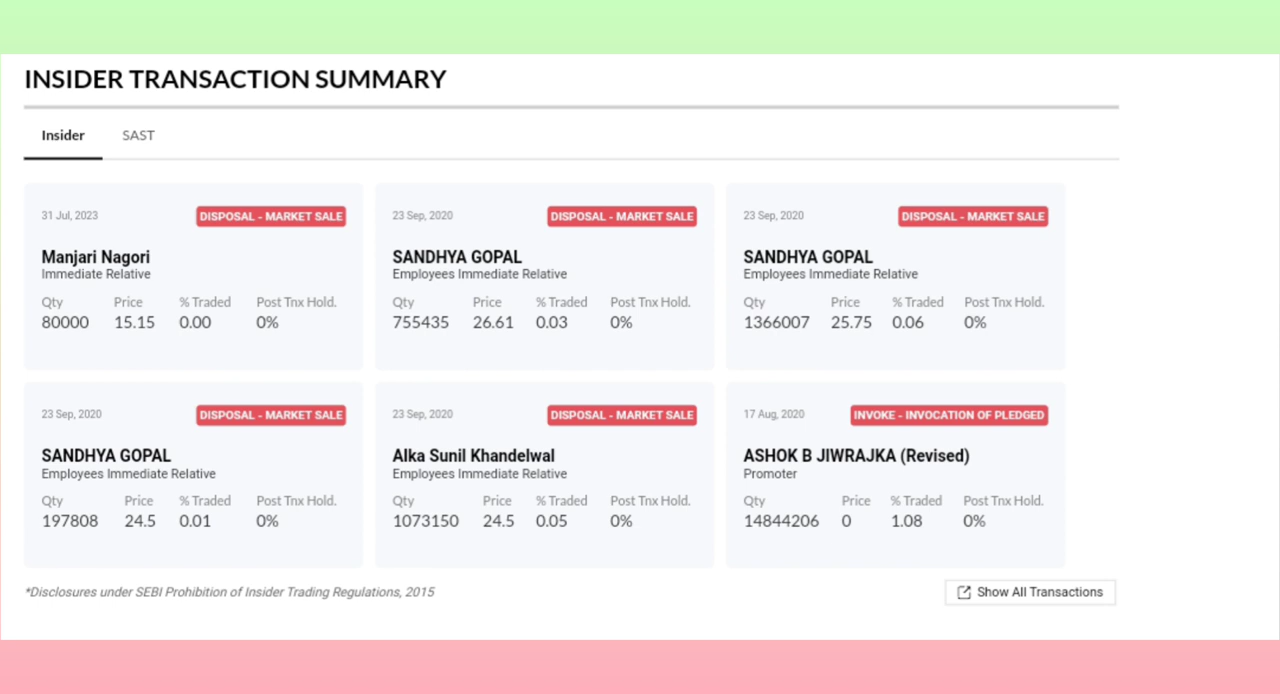 INSIDER TRANSACTION SUMMARY
Insider SAST
31 Jul, 2023 DISPOSAL - MARKET SALE
Manjari Nagori
Immediate Relative
Qty Price % Traded Post Tnx Hold.
80000 15.15 0.00 0%
23 Sep, 2020 DISPOSAL - MARKET SALE
SANDHYA GOPAL
Employees Immediate Relative
Qty Price % Traded Post Tnx Hold.
755435 26.61 0.03 0%
23 Sep, 2020 DISPOSAL - MARKET SALE
SANDHYA GOPAL
Employees Immediate Relative
Qty Price % Traded Post Tnx Hold.
1366007 25.75 0.06 0%
23 Sep, 2020 DISPOSAL - MARKET SALE
SANDHYA GOPAL
Employees Immediate Relative
Qty Price % Traded Post Tnx Hold.
197808 24.5 0.01 0%
23 Sep, 2020 DISPOSAL - MARKET SALE
Alka Sunil Khandelwal
Employees Immediate Relative
Qty Price % Traded Post Tnx Hold.
1073150 24.5 0.05 0%
17 Aug, 2020 INVOKE - INVOCATION OF PLEDGED
ASHOK B JIWRAJKA (Revised)
Promoter
Qty Price % Traded Post Tnx Hold.
14844206 0 1.08 0%
*Disclosures under SEBI Prohibition of Insider Trading Regulations, 2015
Show All Transactions